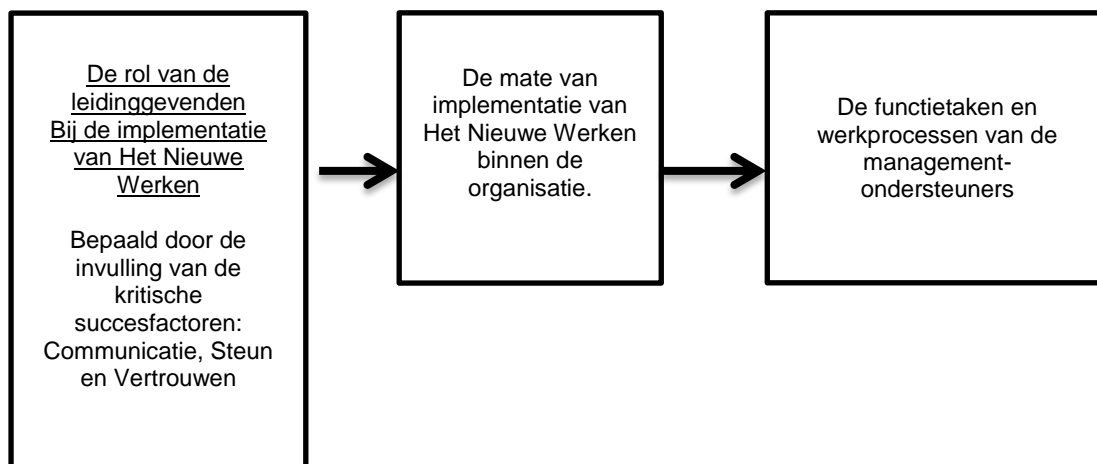 De rol van de
leidinggevenden
Bij de implementatie
van Het Nieuwe
Werken
Bepaald door de
invulling van de
kritische
succesfactoren:
Communicatie, Steun
en Vertrouwen
De mate van
implementatie van
Het Nieuwe Werken
binnen de
organisatie.
De functietaken en
werkprocessen van de
management-
ondersteuners